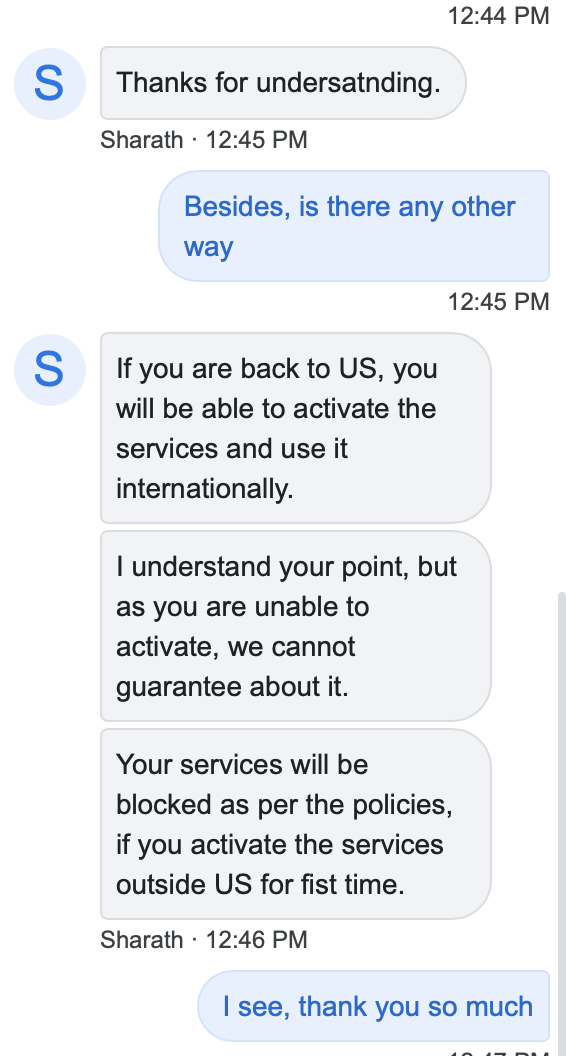 12:44 PM
S
Thanks for undersatnding.
Sharath · 12:45 PM
Besides, is there any other
way
12:45 PM
S
If you are back to US, you
will be able to activate the
services and use it
internationally.
I understand your point, but
as you are unable to
activate, we cannot
guarantee about it.
Your services will be
blocked as per the policies,
if you activate the services
outside US for fist time.
Sharath · 12:46 PM
I see, thank you so much